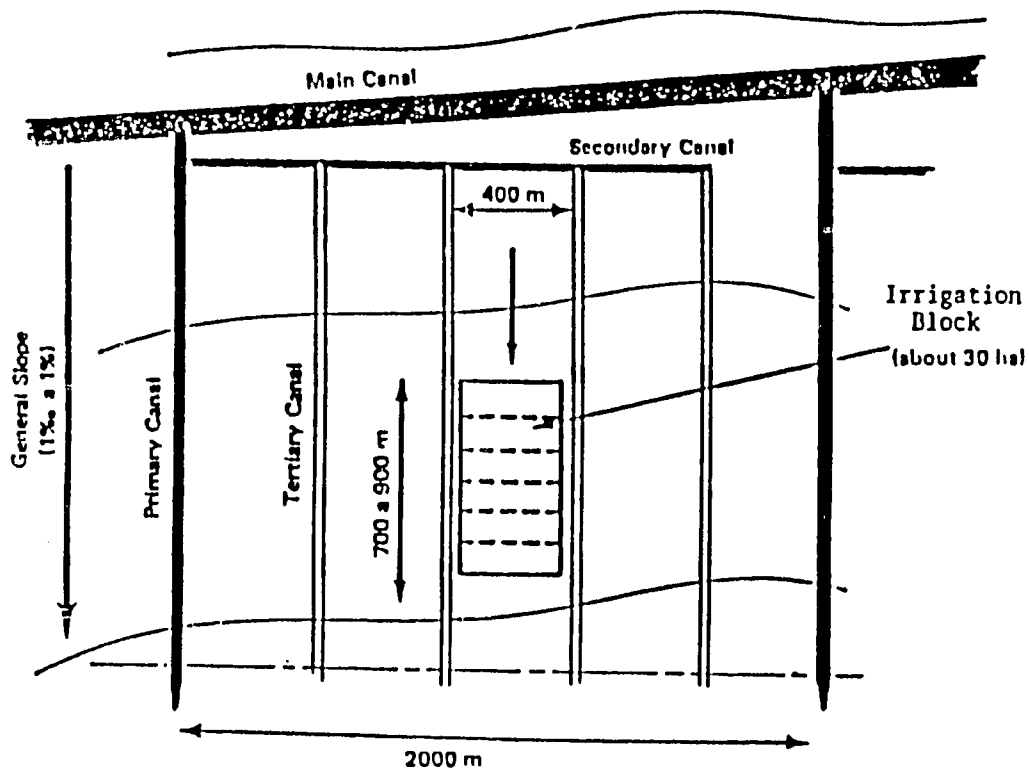 Main Canal
Secondary Canal
400 m
Irrigation
Block
(about 30 ha)
General Slope
(1‰ a 1%)
Primary Canal
Tertiary Canal
700 a 900 m
2000 m